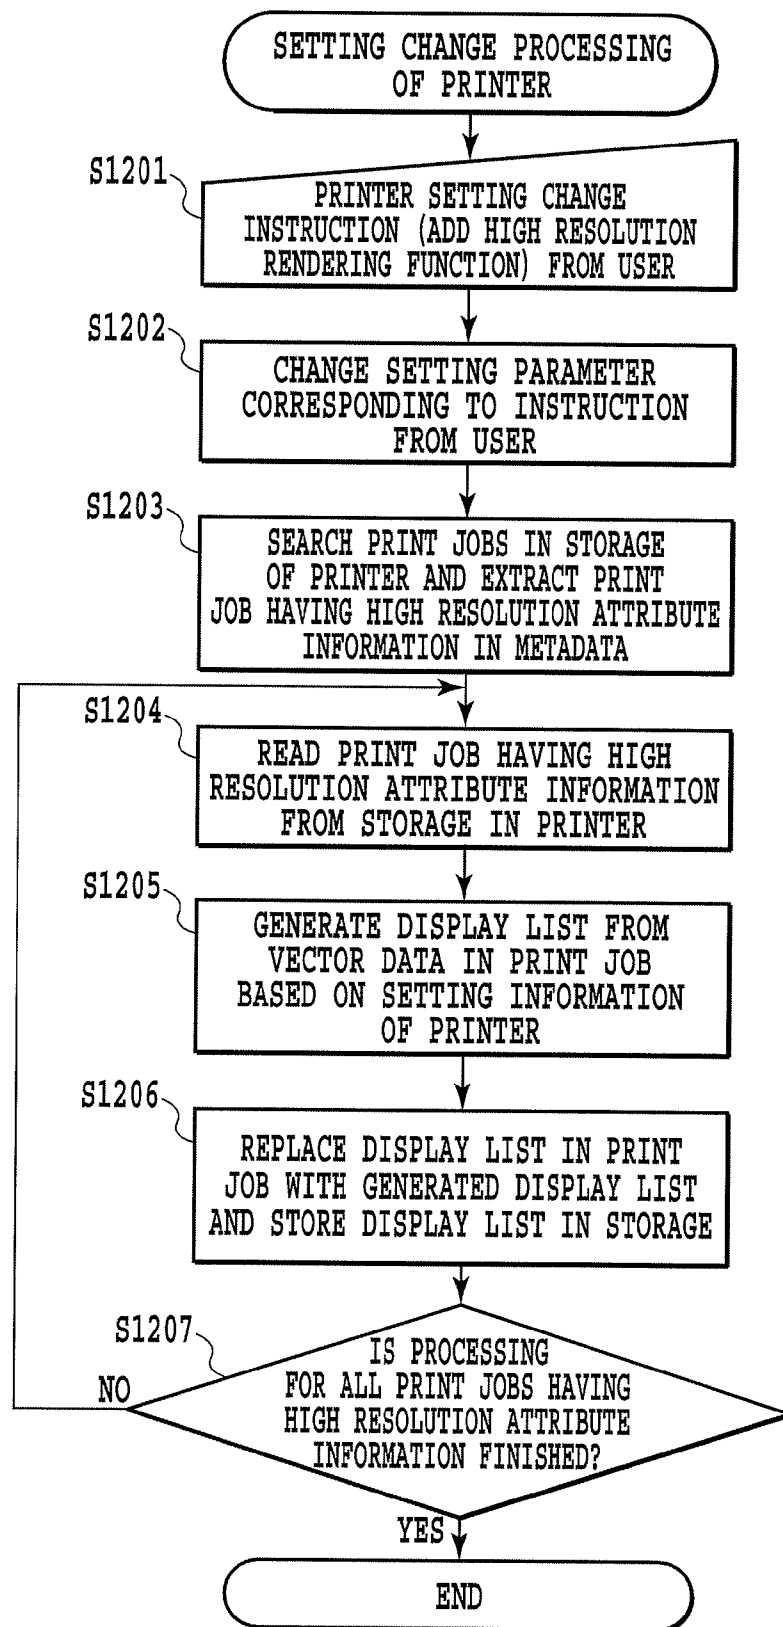 SETTING CHANGE PROCESSING
OF PRINTER
S1201
PRINTER SETTING CHANGE
INSTRUCTION (ADD HIGH RESOLUTION
RENDERING FUNCTION) FROM USER
S1202
CHANGE SETTING PARAMETER
CORRESPONDING TO INSTRUCTION
FROM USER
S1203
SEARCH PRINT JOBS IN STORAGE
OF PRINTER AND EXTRACT PRINT
JOB HAVING HIGH RESOLUTION ATTRIBUTE
INFORMATION IN METADATA
S1204
READ PRINT JOB HAVING HIGH
RESOLUTION ATTRIBUTE INFORMATION
FROM STORAGE IN PRINTER
S1205
GENERATE DISPLAY LIST FROM
VECTOR DATA IN PRINT JOB
BASED ON SETTING INFORMATION
OF PRINTER
S1206
REPLACE DISPLAY LIST IN PRINT
JOB WITH GENERATED DISPLAY LIST
AND STORE DISPLAY LIST IN STORAGE
S1207
IS PROCESSING
FOR ALL PRINT JOBS HAVING
HIGH RESOLUTION ATTRIBUTE
INFORMATION FINISHED?
NO
YES
END